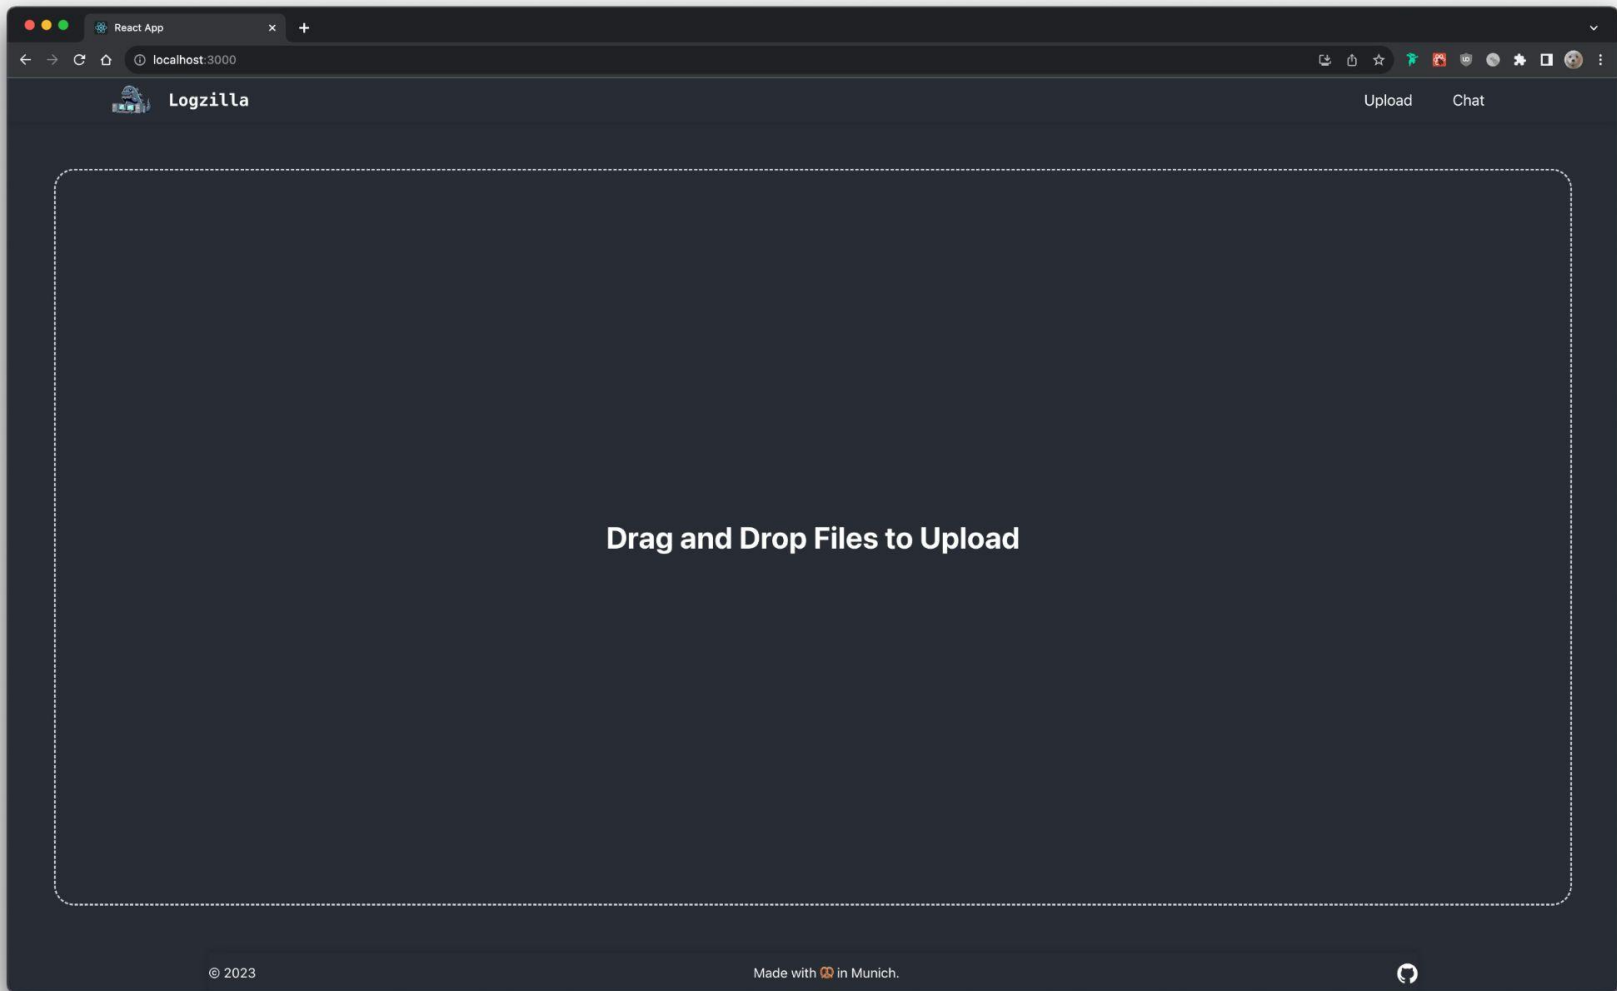 React App
localhost:3000
Logzilla
Upload Chat
Drag and Drop Files to Upload
© 2023
Made with 🥨 in Munich.